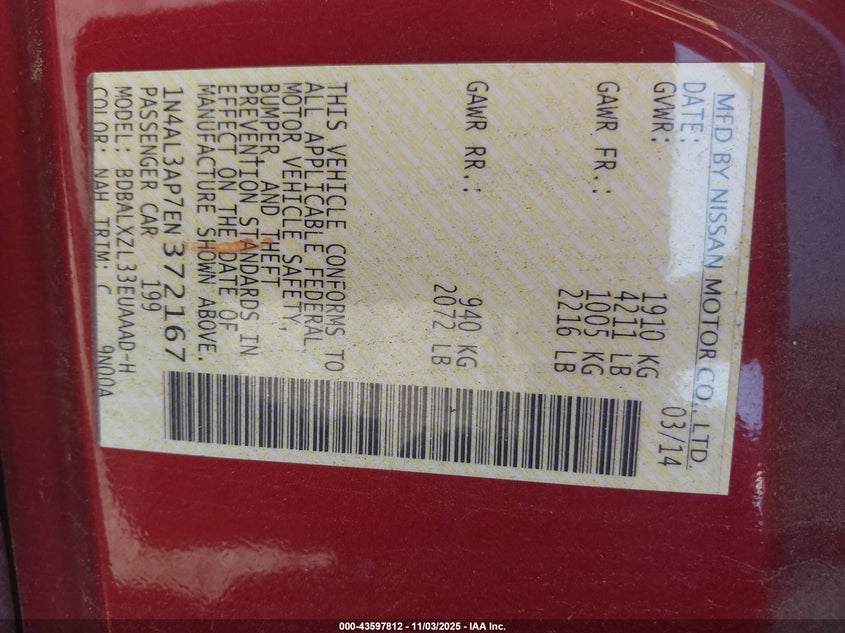 MFD BY NISSAN MOTOR CO., LTD.
DATE: 03/14
GVWR: 1910 KG
4211 LB
GAWR FR.: 1005 KG
2216 LB
GAWR RR.: 940 KG
2072 LB
THIS VEHICLE CONFORMS TO
ALL APPLICABLE FEDERAL
MOTOR VEHICLE SAFETY,
BUMPER, AND THEFT
PREVENTION STANDARDS IN
EFFECT ON THE DATE OF
MANUFACTURE SHOWN ABOVE.
1N4AL3AP7EN372167
PASSENGER CAR 199
MODEL: BDBALXZL33EUAAAD-H
COLOR: NAH TRIM: C 9N00A
000-43597812 — 11/03/2025 — IAA Inc.